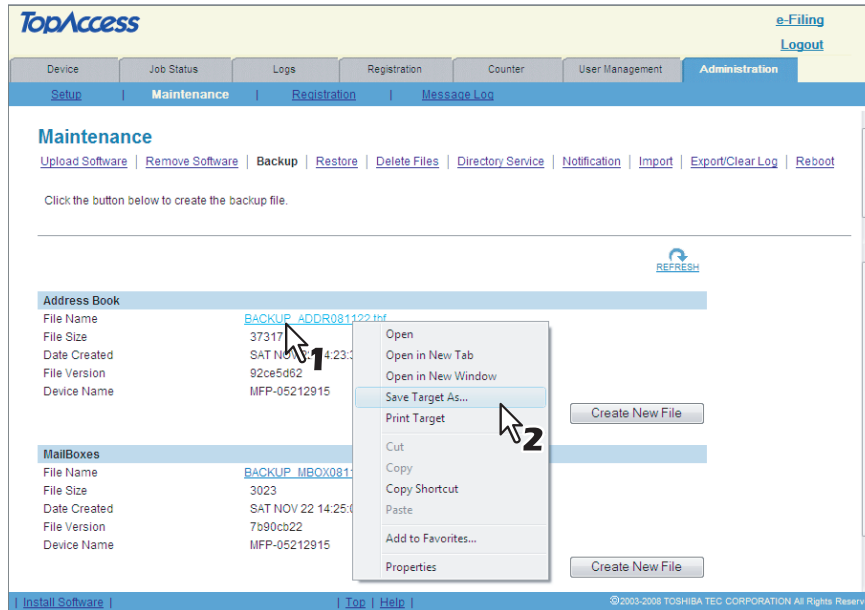 TopAccess
e-Filing
Logout
Device Job Status Logs Registration Counter User Management Administration
Setup | Maintenance | Registration | Message Log
Maintenance
Upload Software | Remove Software | Backup | Restore | Delete Files | Directory Service | Notification | Import | Export/Clear Log | Reboot
Click the button below to create the backup file.
REFRESH
Address Book
File Name BACKUP_ADDR081122.tbf
File Size 37317
Date Created SAT NOV 4:23:
File Version 92ce5d62
Device Name MFP-05212915
Create New File
1
Open
Open in New Tab
Open in New Window
Save Target As...
Print Target
Cut
Copy
Copy Shortcut
Paste
Add to Favorites...
Properties
2
MailBoxes
File Name BACKUP_MBOX081
File Size 3023
Date Created SAT NOV 22 14:25:
File Version 7b90cb22
Device Name MFP-05212915
Create New File
| Install Software | | Top | Help | ©2003-2008 TOSHIBA TEC CORPORATION All Rights Reserv